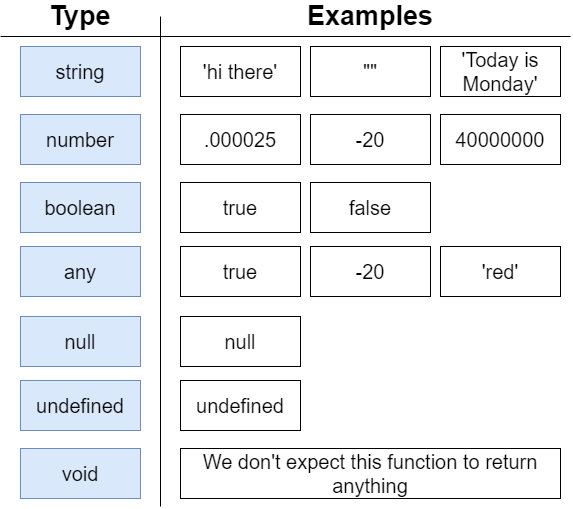 Type Examples
string 'hi there' "" 'Today is
Monday'
number .000025 -20 40000000
boolean true false
any true -20 'red'
null null
undefined undefined
void We don't expect this function to return
anything